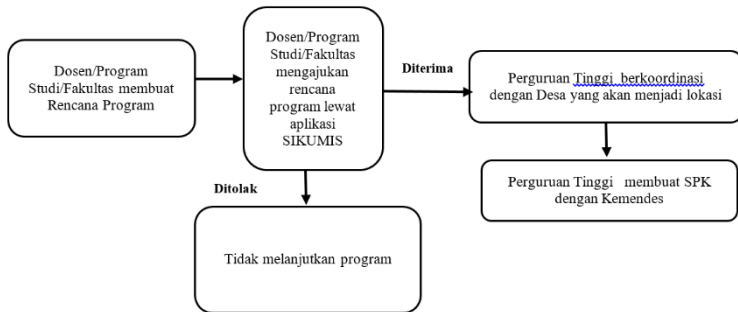 Dosen/Program
Studi/Fakultas membuat
Rencana Program
Dosen/Program
Studi/Fakultas
mengajukan
rencana
program lewat
aplikasi
SIKUMIS
Diterima
Perguruan Tinggi berkoordinasi
dengan Desa yang akan menjadi lokasi
Perguruan Tinggi membuat SPK
dengan Kemendes
Ditolak
Tidak melanjutkan program